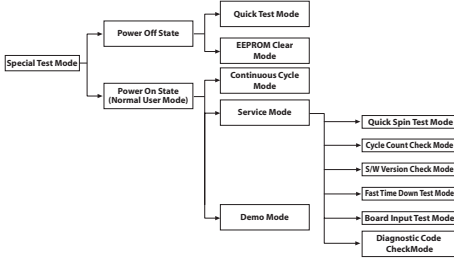 Special Test Mode
Power Off State
Quick Test Mode
EEPROM Clear
Mode
Power On State
(Normal User Mode)
Continuous Cycle
Mode
Service Mode
Quick Spin Test Mode
Cycle Count Check Mode
S/W Version Check Mode
Fast Time Down Test Mode
Board Input Test Mode
Diagnostic Code
CheckMode
Demo Mode